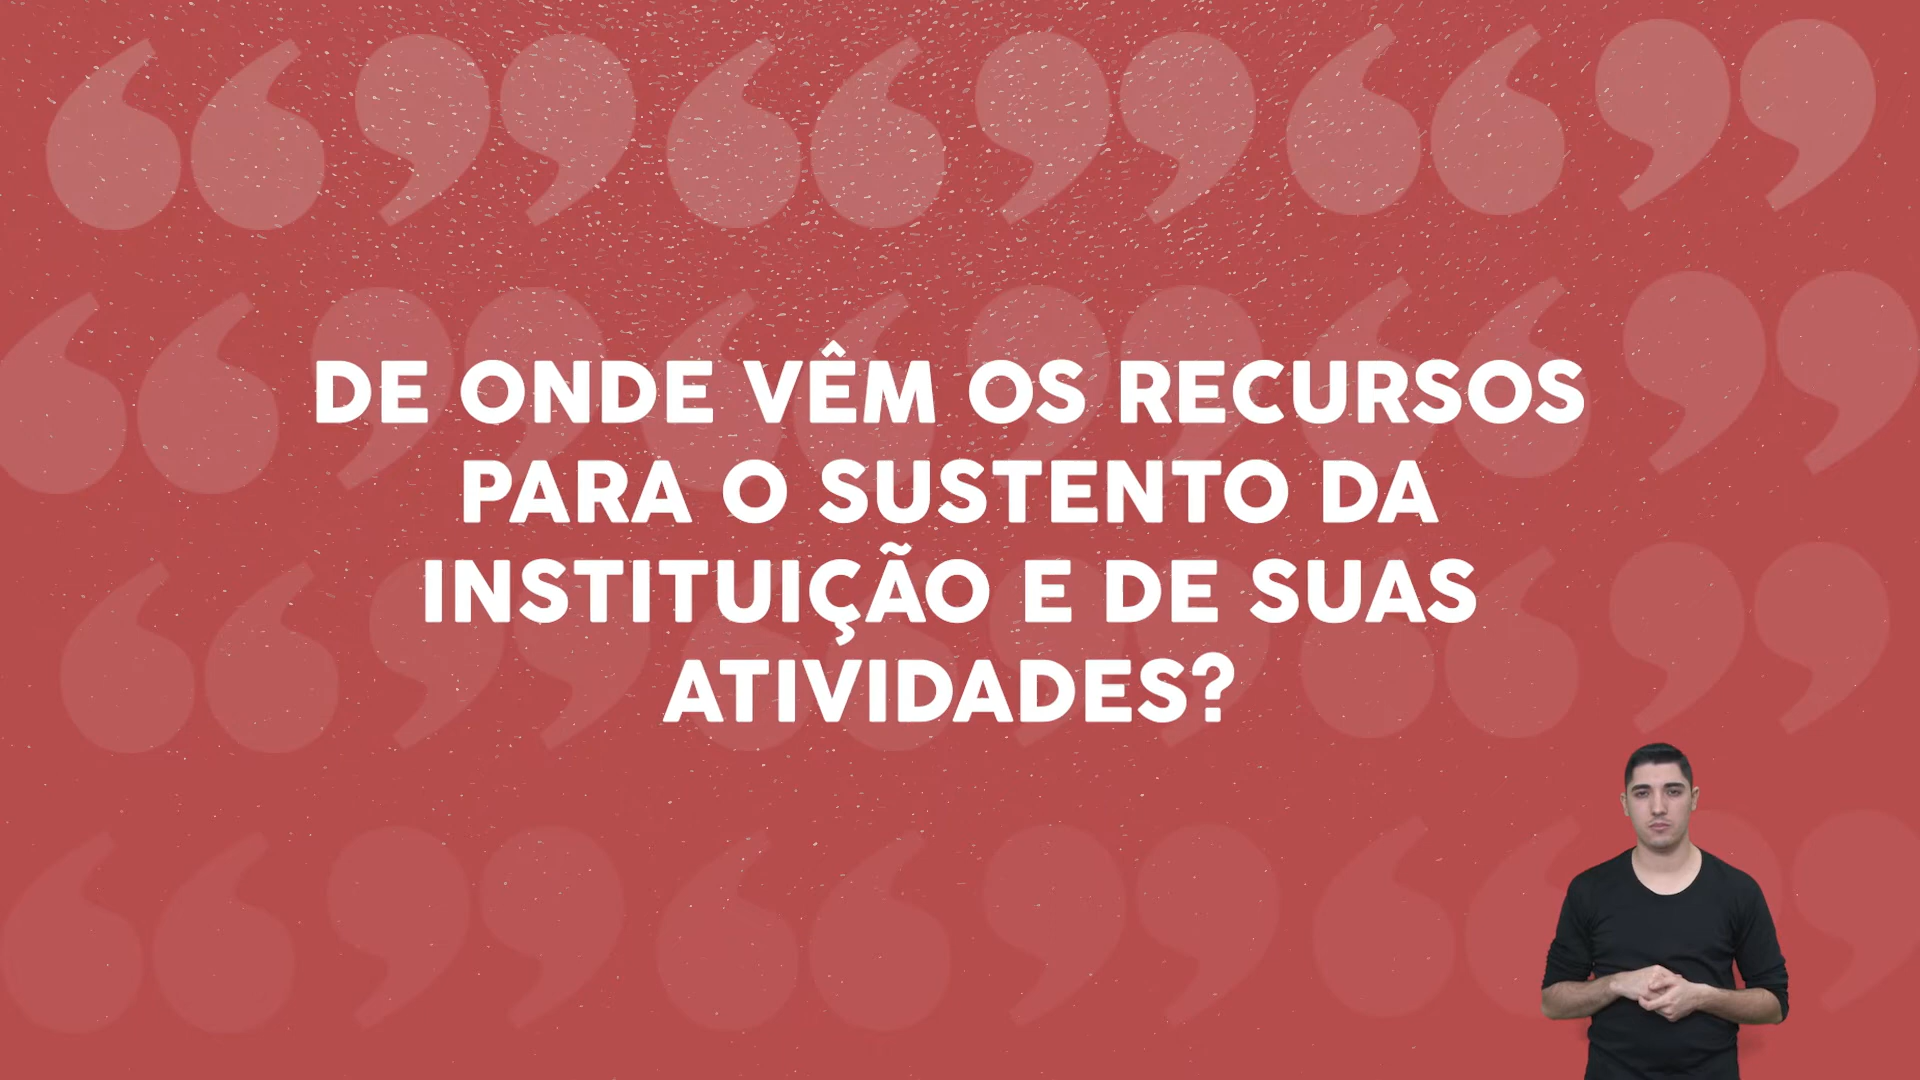 DE ONDE VÊM OS RECURSOS
PARA O SUSTENTO DA
INSTITUIÇÃO E DE SUAS
ATIVIDADES?